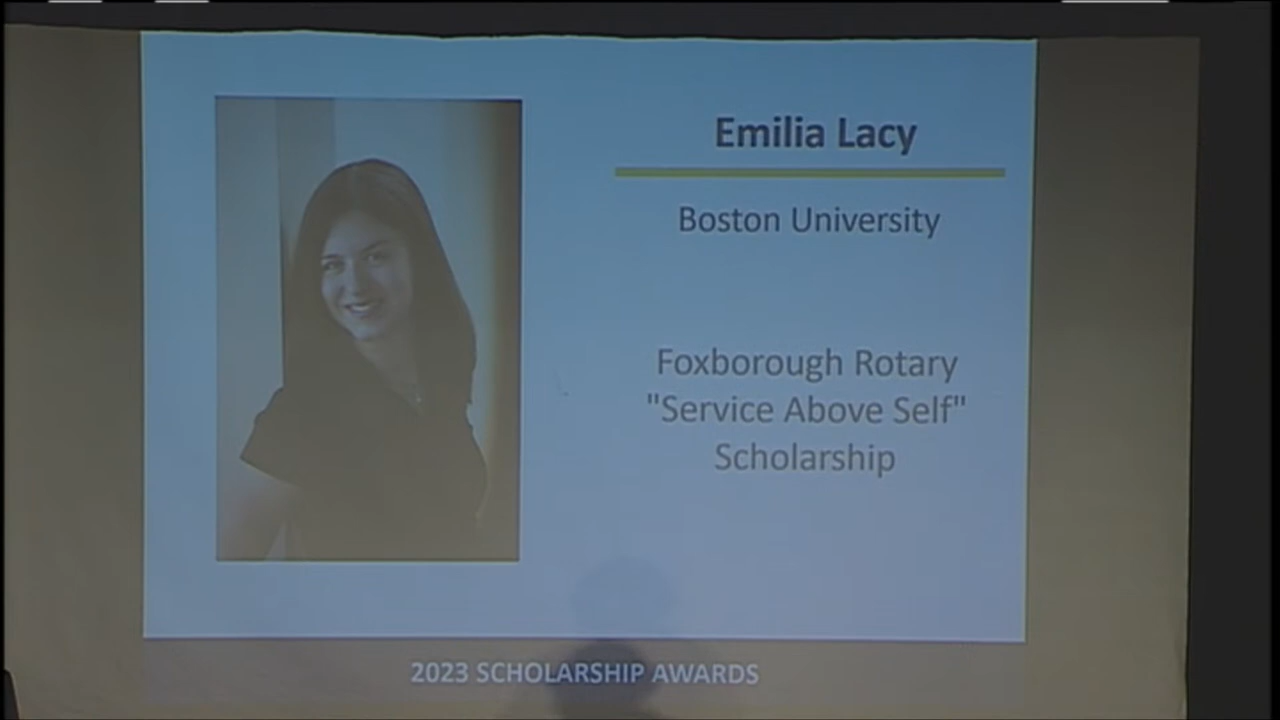 Emilia Lacy
Boston University
Foxborough Rotary
"Service Above Self"
Scholarship
2023 SCHOLARSHIP AWARDS